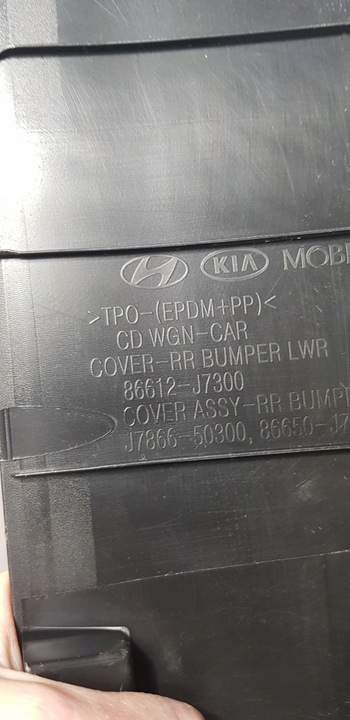 KIA MOBI
>TPO-(EPDM+PP)<
CD WGN-CAR
COVER-RR BUMPER LWR
86612-J7300
COVER ASSY-RR BUMP
J7866-50300, 86650-J7